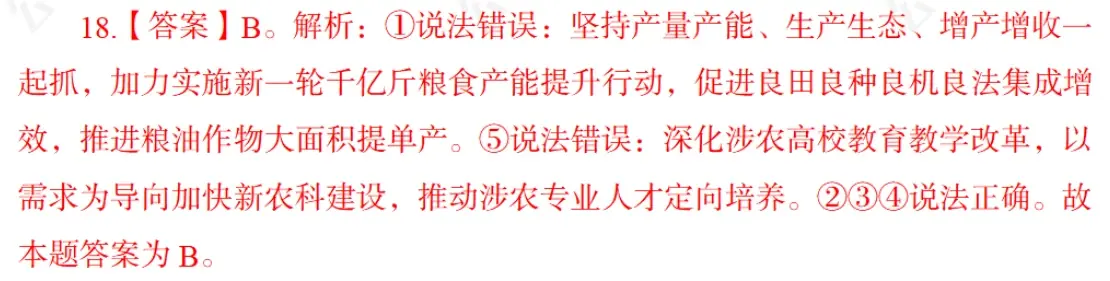 18.【答案】B。解析：①说法错误：坚持产量产能、生产生态、增产增收一
起抓，加力实施新一轮千亿斤粮食产能提升行动，促进良田良种良机良法集成增
效，推进粮油作物大面积提单产。⑤说法错误：深化涉农高校教育教学改革，以
需求为导向加快新农科建设，推动涉农专业人才定向培养。②③④说法正确。故
本题答案为 B。